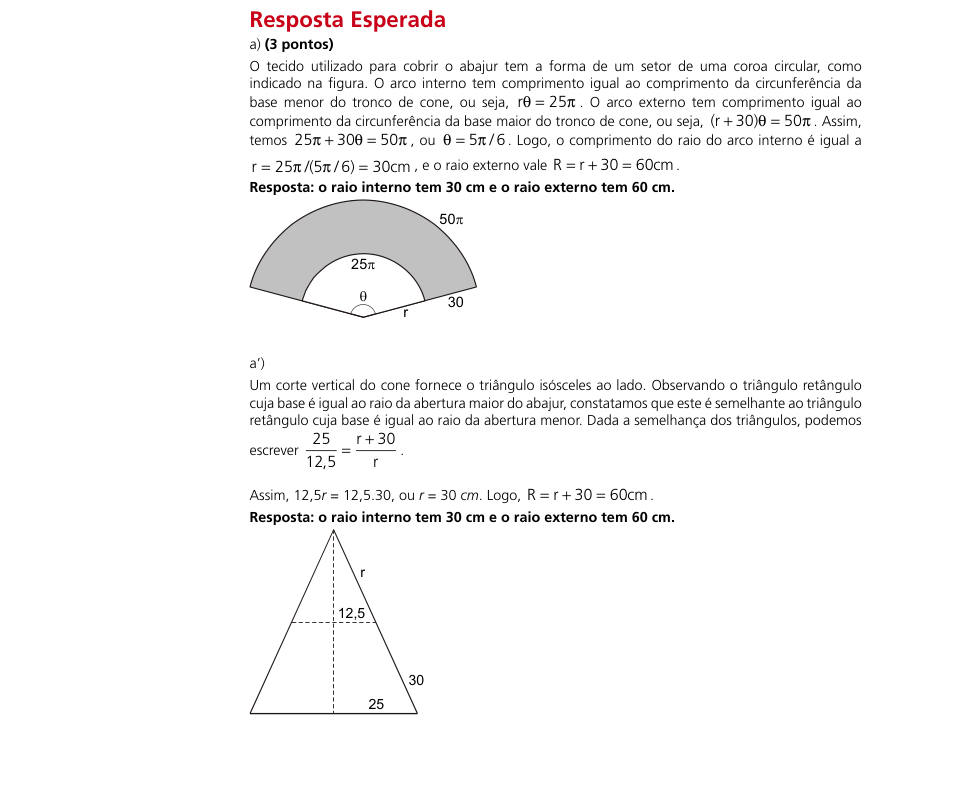 Resposta Esperada
a) (3 pontos)
O tecido utilizado para cobrir o abajur tem a forma de um setor de uma coroa circular, como
indicado na figura. O arco interno tem comprimento igual ao comprimento da circunferência da
base menor do tronco de cone, ou seja, rθ = 25π . O arco externo tem comprimento igual ao
comprimento da circunferência da base maior do tronco de cone, ou seja, (r + 30)θ = 50π . Assim,
temos 25π + 30θ = 50π , ou θ = 5π / 6 . Logo, o comprimento do raio do arco interno é igual a
r = 25π /(5π / 6) = 30cm , e o raio externo vale R = r + 30 = 60cm .
Resposta: o raio interno tem 30 cm e o raio externo tem 60 cm.
50π
25π
θ
30
r
a’)
Um corte vertical do cone fornece o triângulo isósceles ao lado. Observando o triângulo retângulo
cuja base é igual ao raio da abertura maior do abajur, constatamos que este é semelhante ao triângulo
retângulo cuja base é igual ao raio da abertura menor. Dada a semelhança dos triângulos, podemos
escrever 25/12,5 = (r + 30)/r .
Assim, 12,5r = 12,5.30, ou r = 30 cm. Logo, R = r + 30 = 60cm .
Resposta: o raio interno tem 30 cm e o raio externo tem 60 cm.
r
12,5
30
25